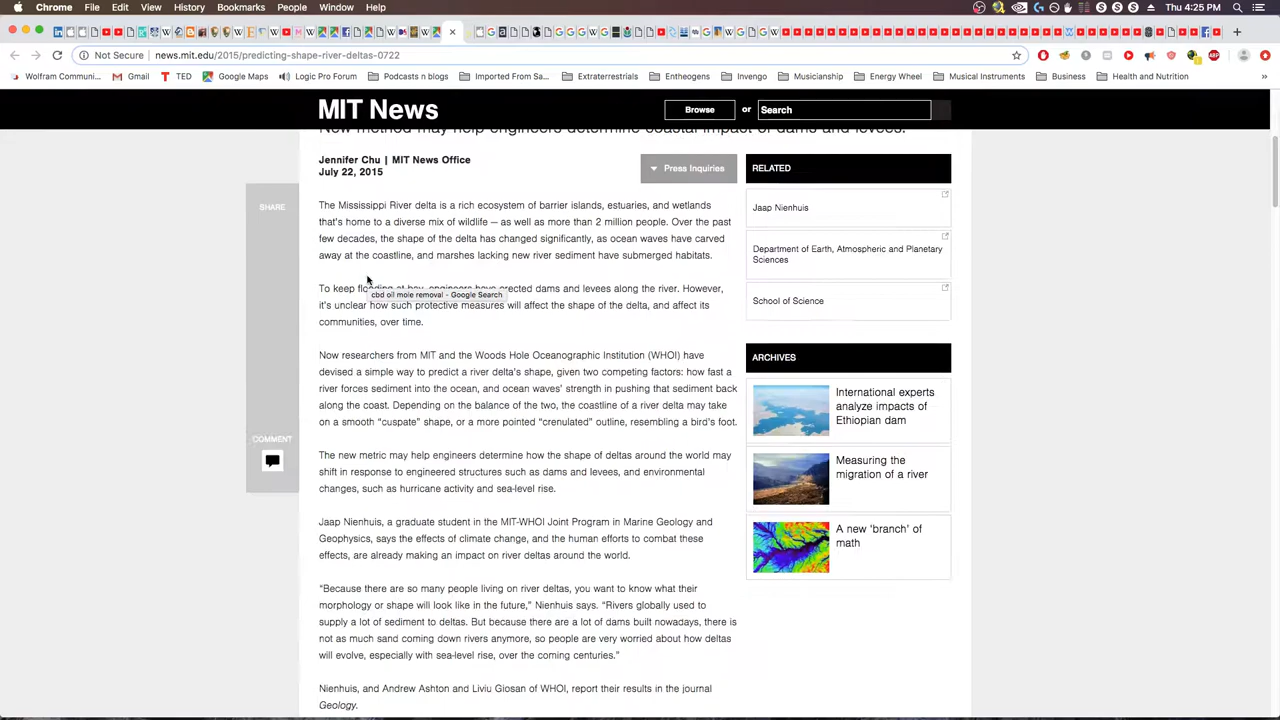 Chrome File Edit View History Bookmarks People Window Help
Thu 4:25 PM
Not Secure | news.mit.edu/2015/predicting-shape-river-deltas-0722
Wolfram Communi... Gmail TED Google Maps Logic Pro Forum Podcasts n blogs Imported From Sa... Extraterrestrials Entheogens Invengo Musicianship Energy Wheel Musical Instruments Business Health and Nutrition »
MIT News
Browse or Search
New method may help engineers determine coastal impact of dams and levees.
Jennifer Chu | MIT News Office
July 22, 2015
Press Inquiries
SHARE
The Mississippi River delta is a rich ecosystem of barrier islands, estuaries, and wetlands
that's home to a diverse mix of wildlife — as well as more than 2 million people. Over the past
few decades, the shape of the delta has changed significantly, as ocean waves have carved
away at the coastline, and marshes lacking new river sediment have submerged habitats.
To keep flooding at bay, engineers have erected dams and levees along the river. However,
cbd oil mole removal - Google Search
it's unclear how such protective measures will affect the shape of the delta, and affect its
communities, over time.
Now researchers from MIT and the Woods Hole Oceanographic Institution (WHOI) have
devised a simple way to predict a river delta's shape, given two competing factors: how fast a
river forces sediment into the ocean, and ocean waves' strength in pushing that sediment back
along the coast. Depending on the balance of the two, the coastline of a river delta may take
on a smooth “cuspate” shape, or a more pointed “crenulated” outline, resembling a bird's foot.
COMMENT
The new metric may help engineers determine how the shape of deltas around the world may
shift in response to engineered structures such as dams and levees, and environmental
changes, such as hurricane activity and sea-level rise.
Jaap Nienhuis, a graduate student in the MIT-WHOI Joint Program in Marine Geology and
Geophysics, says the effects of climate change, and the human efforts to combat these
effects, are already making an impact on river deltas around the world.
“Because there are so many people living on river deltas, you want to know what their
morphology or shape will look like in the future,” Nienhuis says. “Rivers globally used to
supply a lot of sediment to deltas. But because there are a lot of dams built nowadays, there is
not as much sand coming down rivers anymore, so people are very worried about how deltas
will evolve, especially with sea-level rise, over the coming centuries.”
Nienhuis, and Andrew Ashton and Liviu Giosan of WHOI, report their results in the journal
Geology.
RELATED
Jaap Nienhuis
Department of Earth, Atmospheric and Planetary
Sciences
School of Science
ARCHIVES
International experts
analyze impacts of
Ethiopian dam
Measuring the
migration of a river
A new 'branch' of
math